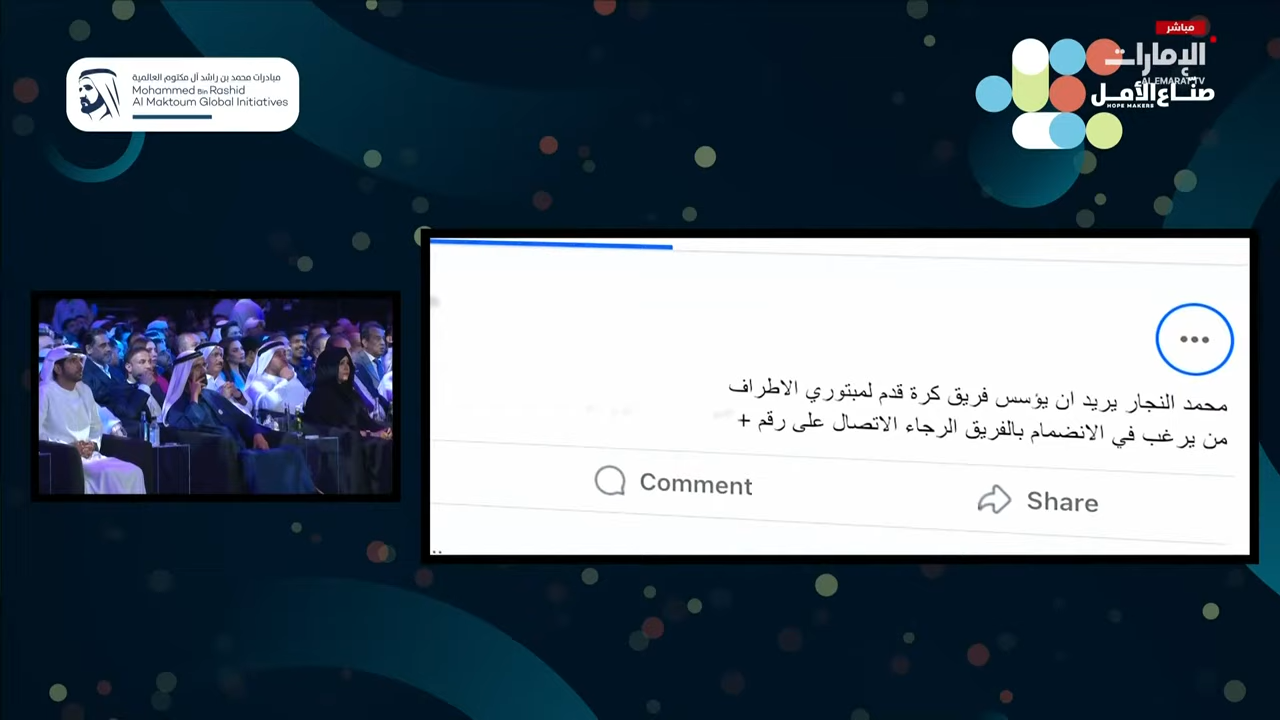 مبادرات محمد بن راشد آل مكتوم العالمية
Mohammed Bin Rashid
Al Maktoum Global Initiatives
مباشر
الإمارات
AL EMARAT TV
صنّاع الأمل
HOPE MAKERS
محمد النجار يريد ان يؤسس فريق كرة قدم لمبتوري الاطراف
من يرغب في الانضمام بالفريق الرجاء الاتصال على رقم +
Comment
Share